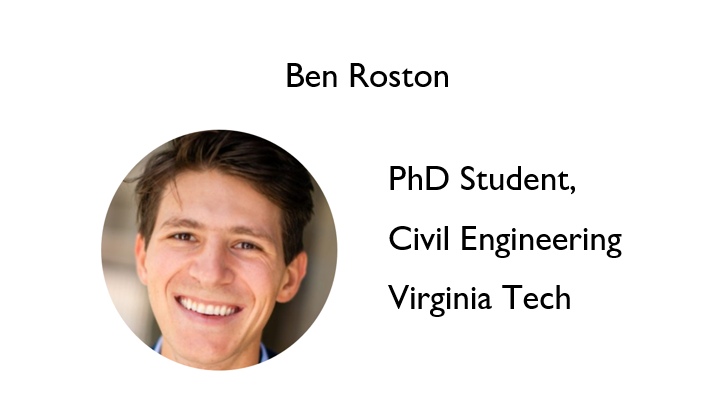 Ben Roston
PhD Student,
Civil Engineering
Virginia Tech